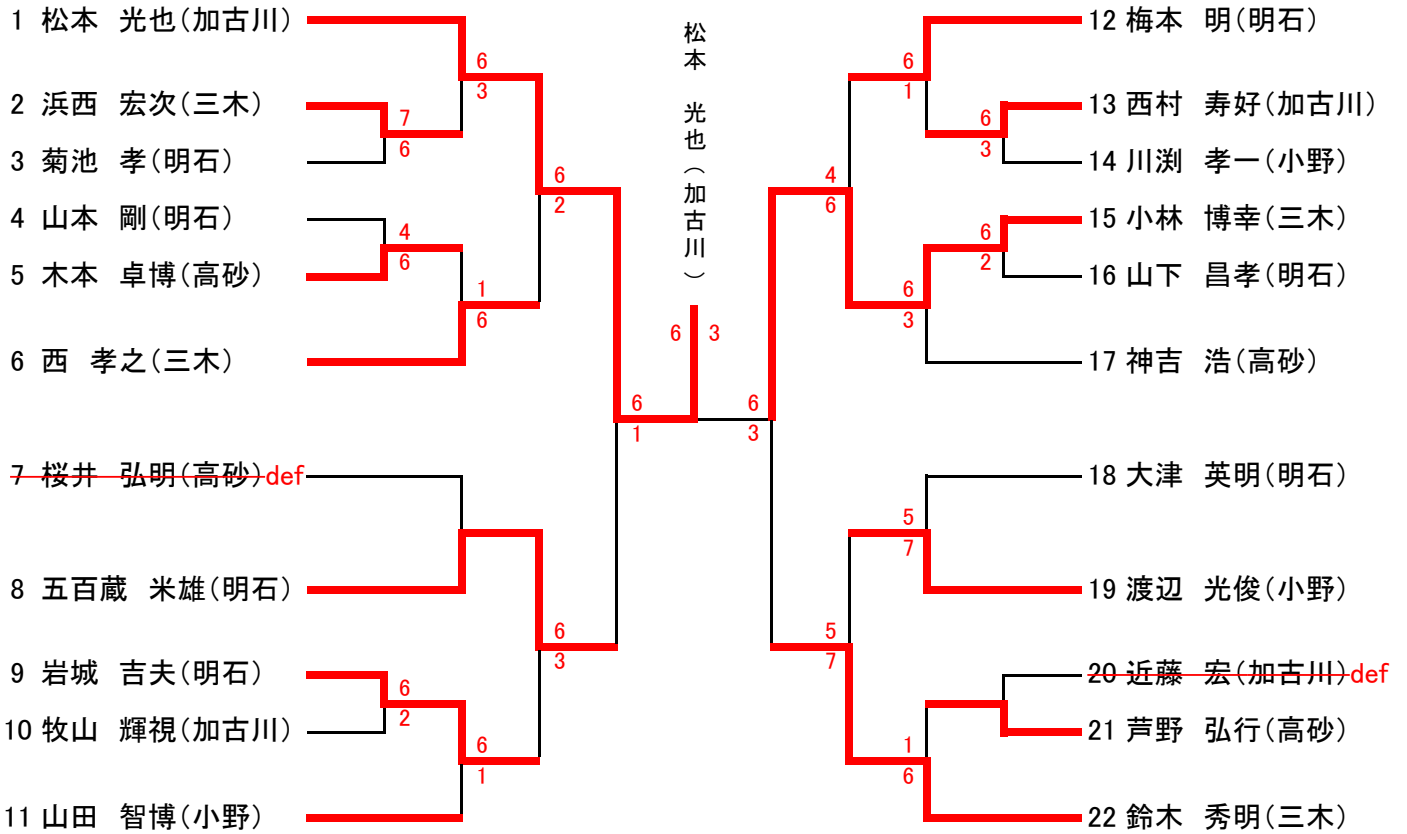 1 松本 光也(加古川)
2 浜西 宏次(三木)
3 菊池 孝(明石)
4 山本 剛(明石)
5 木本 卓博(高砂)
6 西 孝之(三木)
7 桜井 弘明(高砂)def
8 五百蔵 米雄(明石)
9 岩城 吉夫(明石)
10 牧山 輝視(加古川)
11 山田 智博(小野)
6
3
7
6
4
6
1
6
6
2
6
2
6
1
6
3
6
1
松本 光也(加古川)
6 3
6
3
4
6
5
7
6
1
6
3
6
2
6
3
5
7
1
6
12 梅本 明(明石)
13 西村 寿好(加古川)
14 川渕 孝一(小野)
15 小林 博幸(三木)
16 山下 昌孝(明石)
17 神吉 浩(高砂)
18 大津 英明(明石)
19 渡辺 光俊(小野)
20 近藤 宏(加古川)def
21 芦野 弘行(高砂)
22 鈴木 秀明(三木)